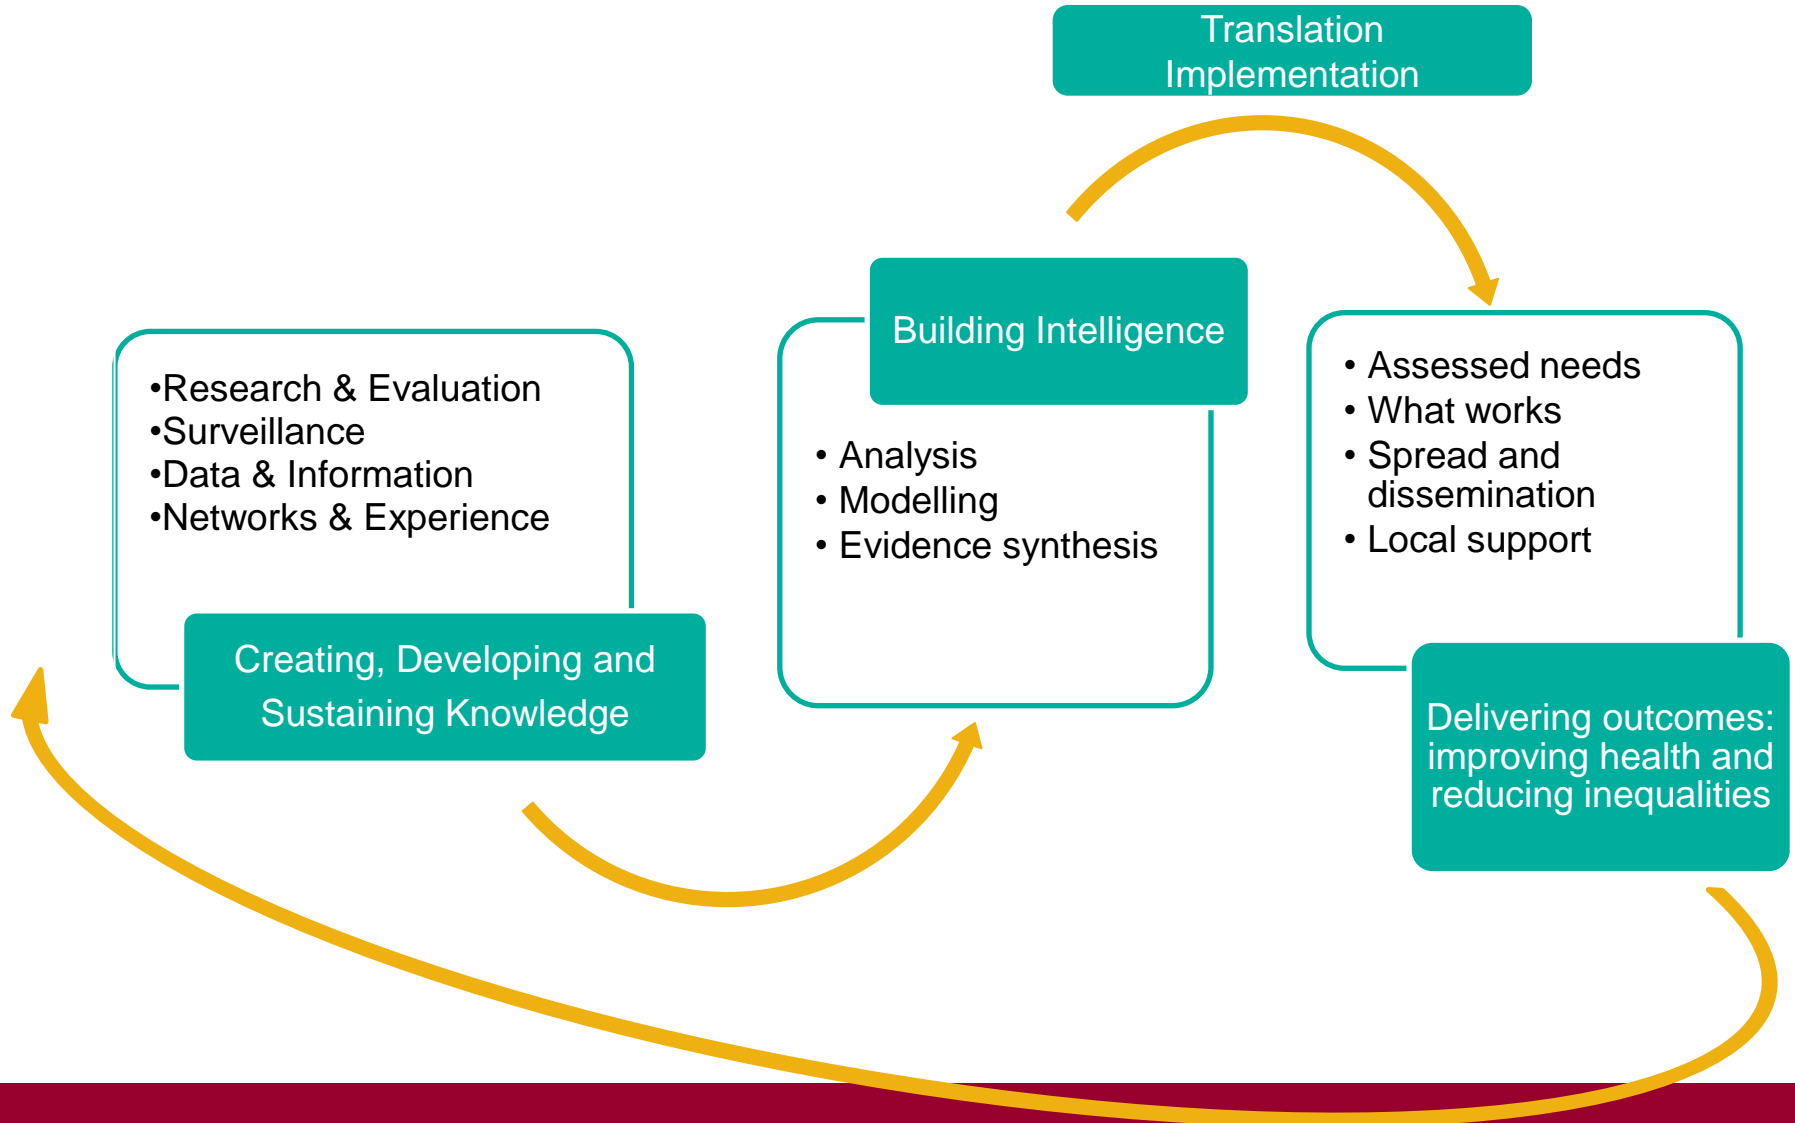 Translation
Implementation
•Research & Evaluation
•Surveillance
•Data & Information
•Networks & Experience
Creating, Developing and
Sustaining Knowledge
Building Intelligence
• Analysis
• Modelling
• Evidence synthesis
• Assessed needs
• What works
• Spread and
dissemination
• Local support
Delivering outcomes:
improving health and
reducing inequalities